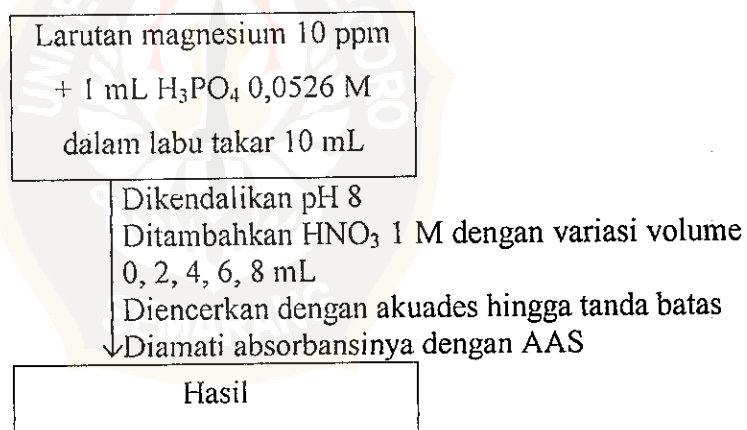 Larutan magnesium 10 ppm
+ 1 mL H₃PO₄ 0,0526 M
dalam labu takar 10 mL
Dikendalikan pH 8
Ditambahkan HNO₃ 1 M dengan variasi volume
0, 2, 4, 6, 8 mL
Diencerkan dengan akuades hingga tanda batas
Diamati absorbansinya dengan AAS
Hasil